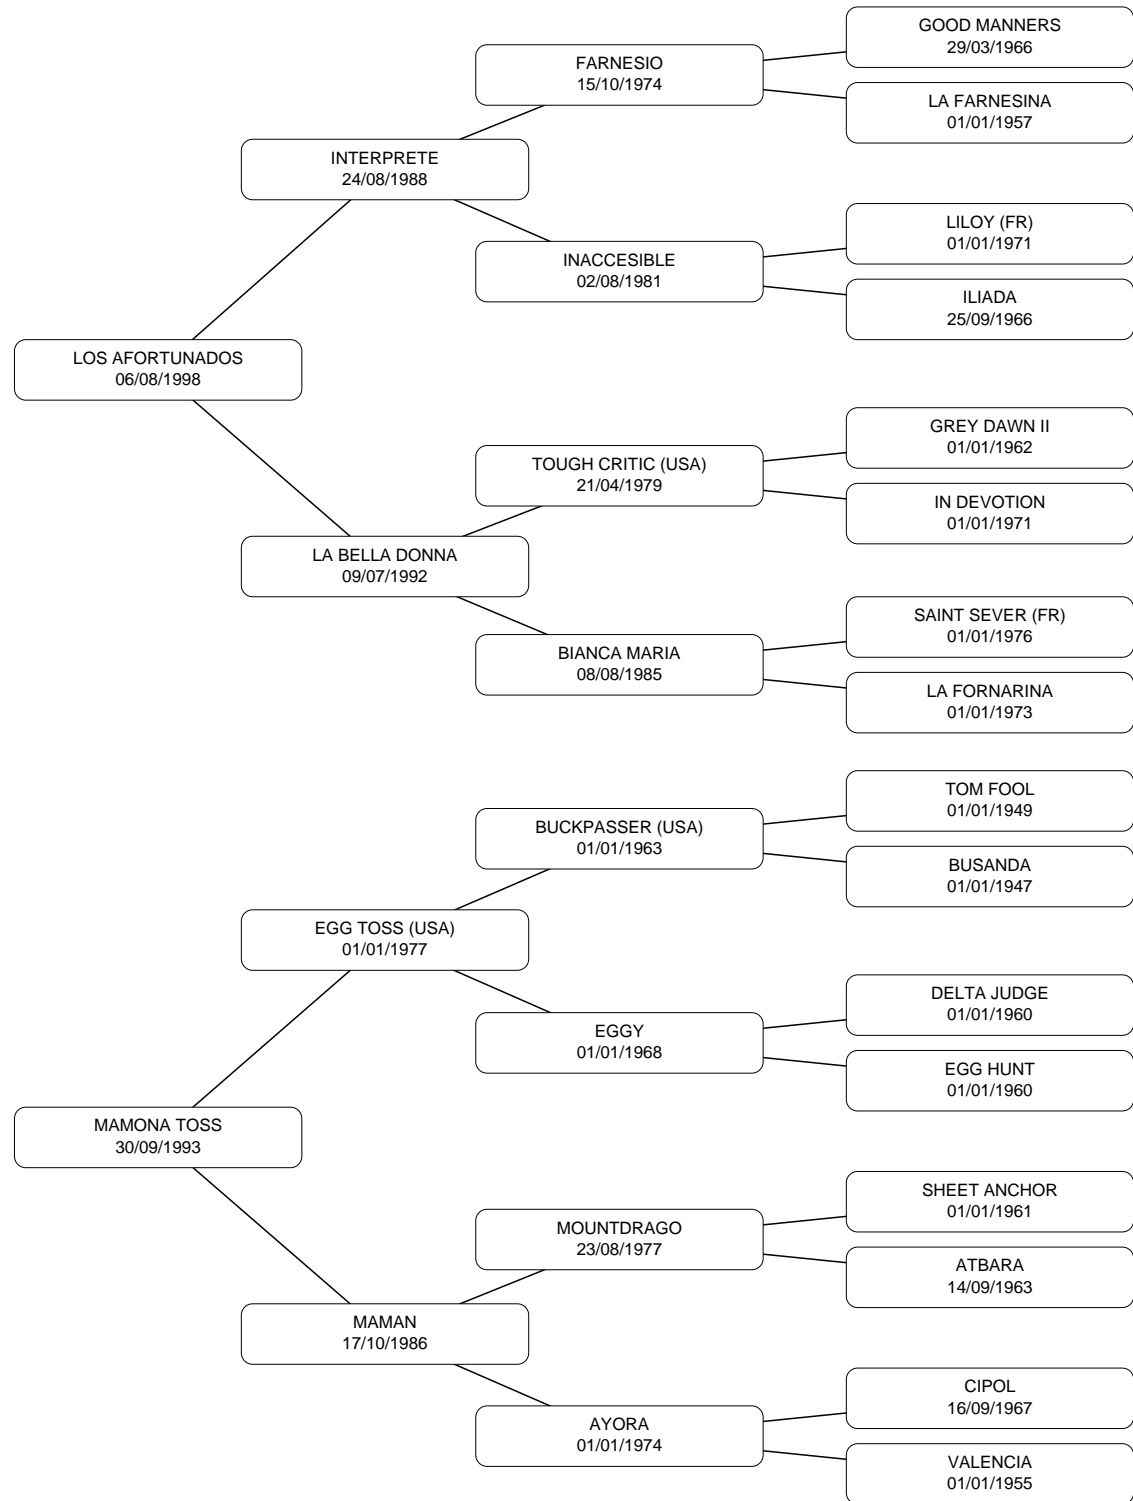 GOOD MANNERS
29/03/1966
FARNESIO
15/10/1974
LA FARNESINA
01/01/1957
INTERPRETE
24/08/1988
LILOY (FR)
01/01/1971
INACCESIBLE
02/08/1981
ILIADA
25/09/1966
LOS AFORTUNADOS
06/08/1998
GREY DAWN II
01/01/1962
TOUGH CRITIC (USA)
21/04/1979
IN DEVOTION
01/01/1971
LA BELLA DONNA
09/07/1992
SAINT SEVER (FR)
01/01/1976
BIANCA MARIA
08/08/1985
LA FORNARINA
01/01/1973
TOM FOOL
01/01/1949
BUCKPASSER (USA)
01/01/1963
BUSANDA
01/01/1947
EGG TOSS (USA)
01/01/1977
DELTA JUDGE
01/01/1960
EGGY
01/01/1968
EGG HUNT
01/01/1960
MAMONA TOSS
30/09/1993
SHEET ANCHOR
01/01/1961
MOUNTDRAGO
23/08/1977
ATBARA
14/09/1963
MAMAN
17/10/1986
CIPOL
16/09/1967
AYORA
01/01/1974
VALENCIA
01/01/1955